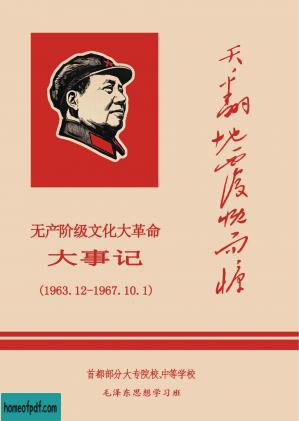 天翻地覆慨而慷
无产阶级文化大革命
大事记
(1963.12-1967.10.1)
首都部分大专院校,中等学校
毛泽东思想学习班
homeofpdf.com